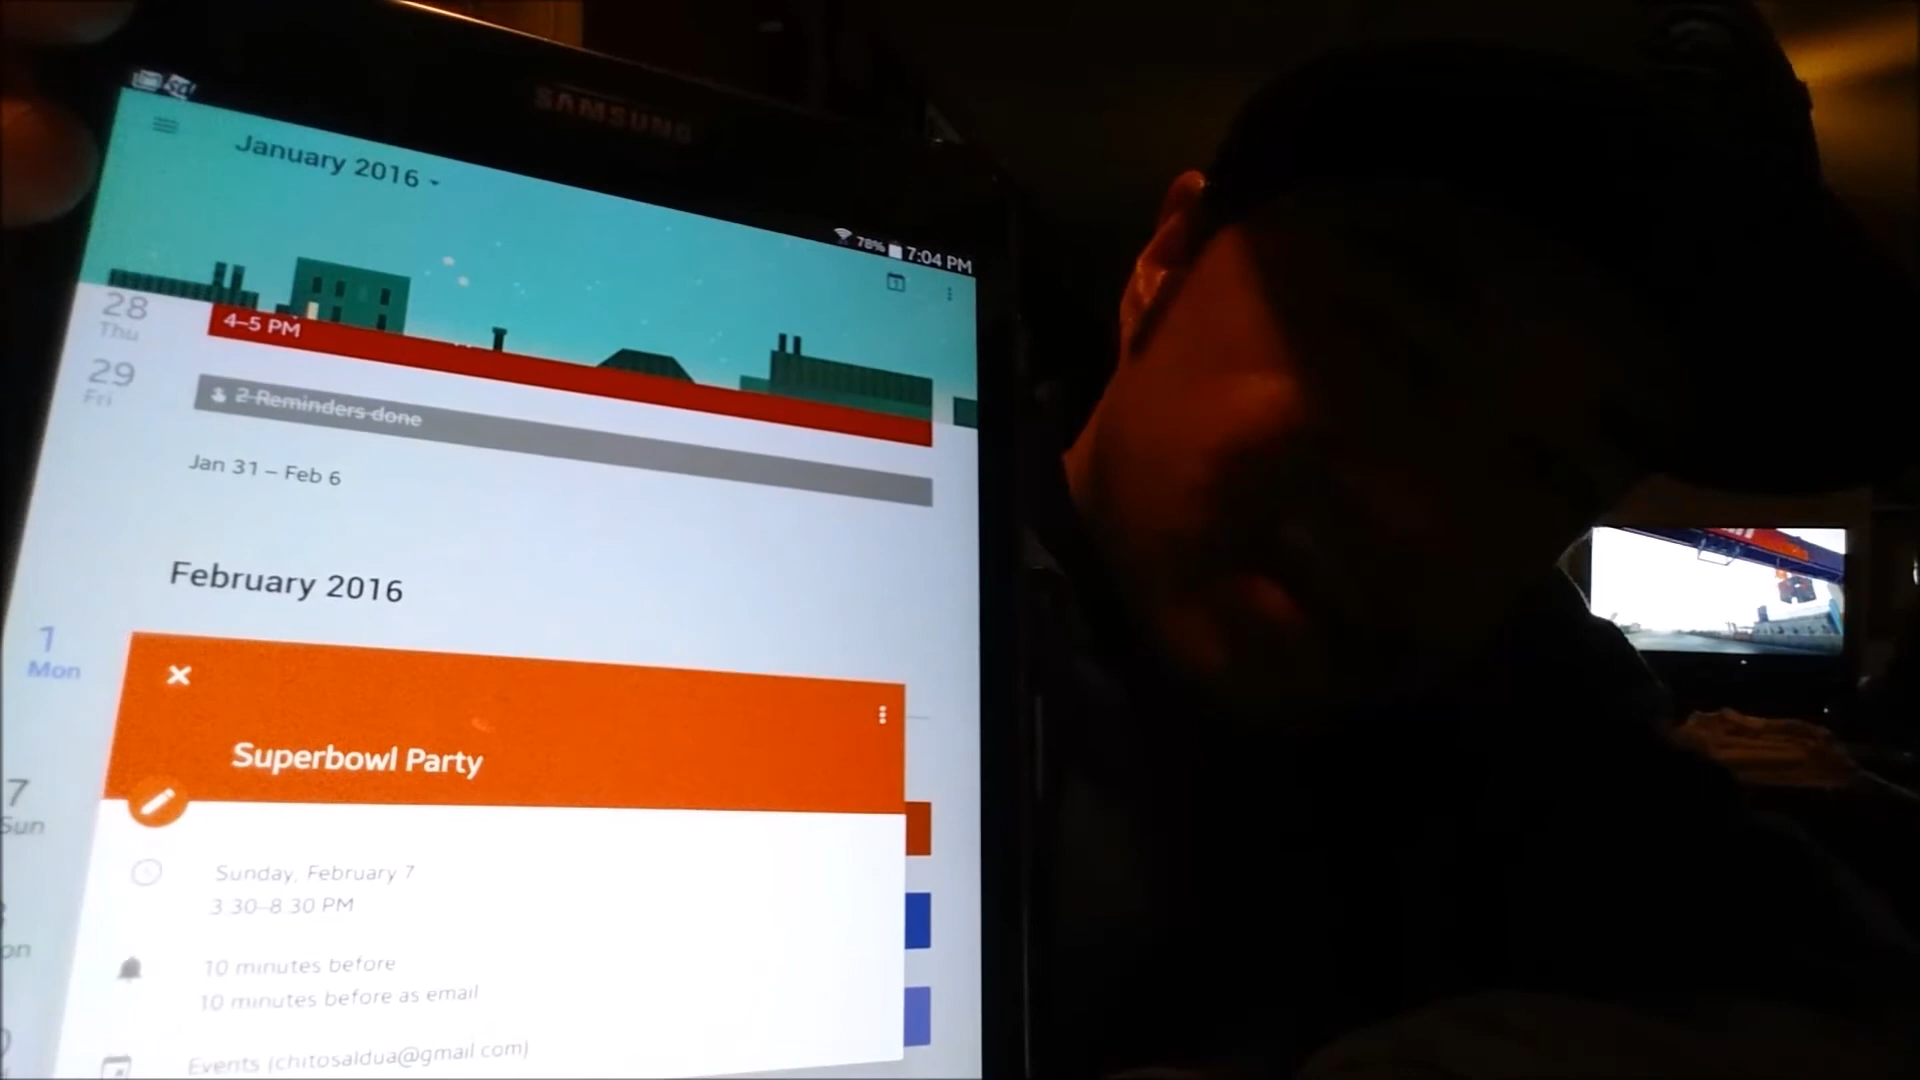 SAMSUNG
78% 7:04 PM
January 2016
28
Thu
4–5 PM
29
Fri
2 Reminders done
Jan 31 – Feb 6
February 2016
1
Mon
Superbowl Party
7
Sun
Sunday, February 7
3:30–8:30 PM
10 minutes before
10 minutes before as email
Events (chitosaldua@gmail.com)